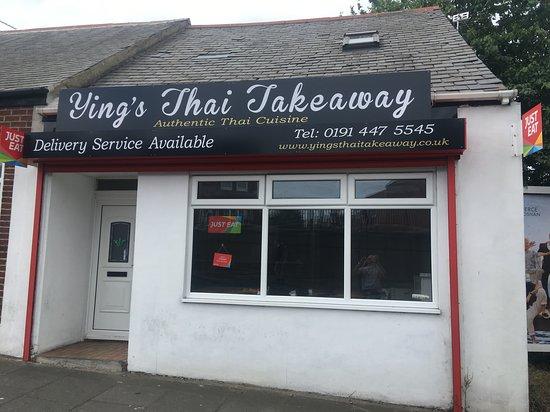 Ying's Thai Takeaway
Authentic Thai Cuisine
Delivery Service Available
Tel: 0191 447 5545
www.yingsthaitakeaway.co.uk
JUST
EAT
JUST
EAT
JUST EAT